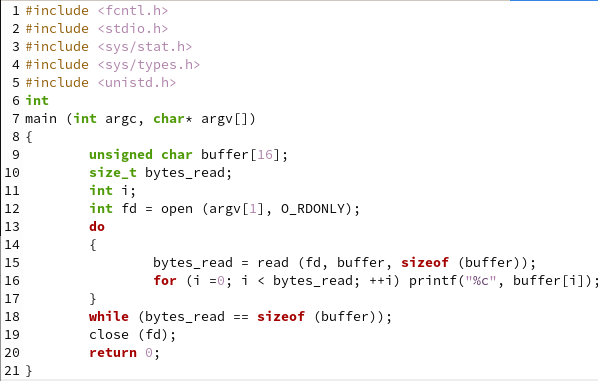 1 #include <fcntl.h>
2 #include <stdio.h>
3 #include <sys/stat.h>
4 #include <sys/types.h>
5 #include <unistd.h>
6 int
7 main (int argc, char* argv[])
8 {
9         unsigned char buffer[16];
10         size_t bytes_read;
11         int i;
12         int fd = open (argv[1], O_RDONLY);
13         do
14         {
15                 bytes_read = read (fd, buffer, sizeof (buffer));
16                 for (i =0; i < bytes_read; ++i) printf("%c", buffer[i]);
17         }
18         while (bytes_read == sizeof (buffer));
19         close (fd);
20         return 0;
21 }